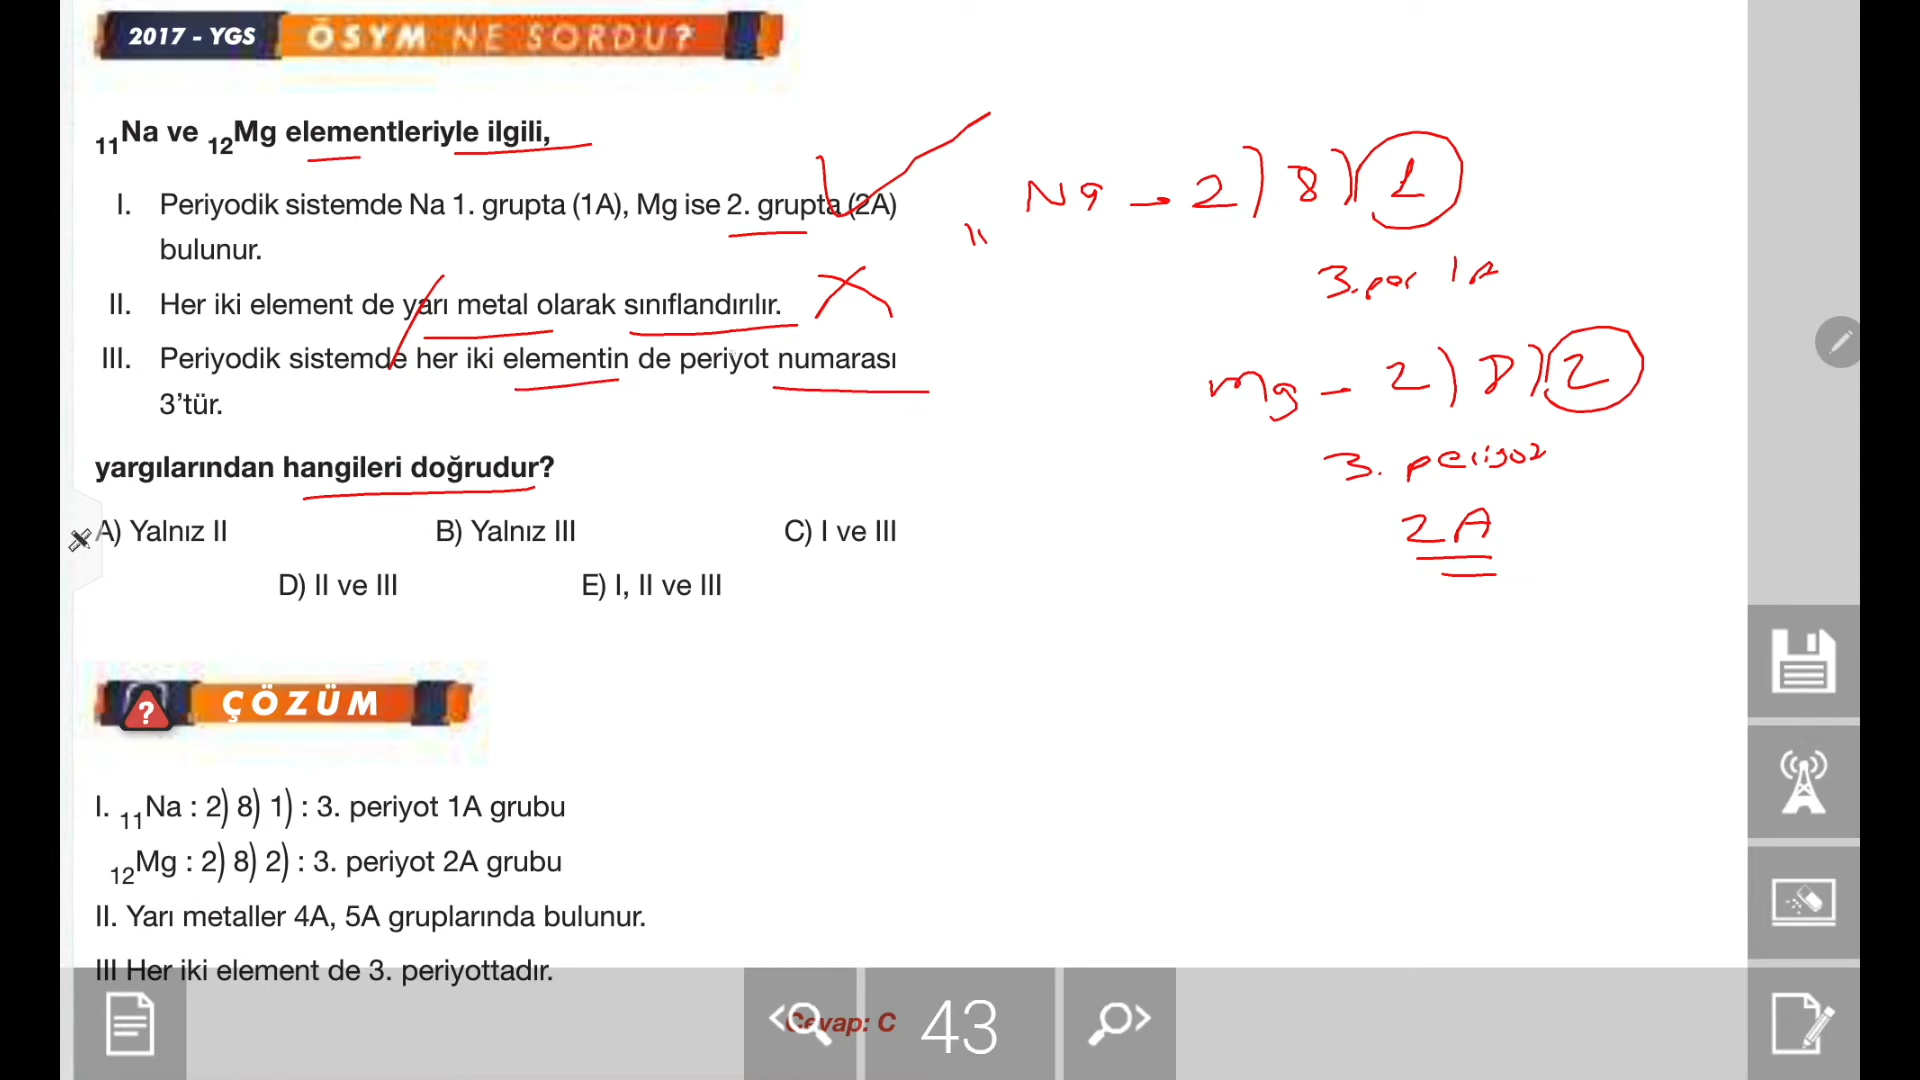 2017 - YGS ÖSYM NE SORDU?
11Na ve 12Mg elementleriyle ilgili,
I. Periyodik sistemde Na 1. grupta (1A), Mg ise 2. grupta (2A)
bulunur.
II. Her iki element de yarı metal olarak sınıflandırılır.
III. Periyodik sistemde her iki elementin de periyot numarası
3’tür.
yargılarından hangileri doğrudur?
A) Yalnız II B) Yalnız III C) I ve III
D) II ve III E) I, II ve III
11 Na - 2) 8) 1
3. per 1A
Mg - 2) 8) 2
3. periyot
2A
? ÇÖZÜM
I. 11Na : 2) 8) 1) : 3. periyot 1A grubu
12Mg : 2) 8) 2) : 3. periyot 2A grubu
II. Yarı metaller 4A, 5A gruplarında bulunur.
III Her iki element de 3. periyottadır.
Cevap: C
43